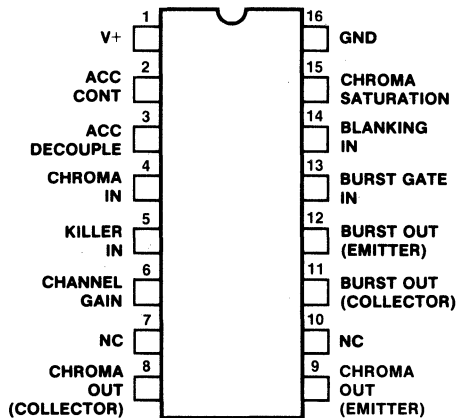 1
V+
2
ACC
CONT
3
ACC
DECOUPLE
4
CHROMA
IN
5
KILLER
IN
6
CHANNEL
GAIN
7
NC
8
CHROMA
OUT
(COLLECTOR)
16
GND
15
CHROMA
SATURATION
14
BLANKING
IN
13
BURST GATE
IN
12
BURST OUT
(EMITTER)
11
BURST OUT
(COLLECTOR)
10
NC
9
CHROMA
OUT
(EMITTER)